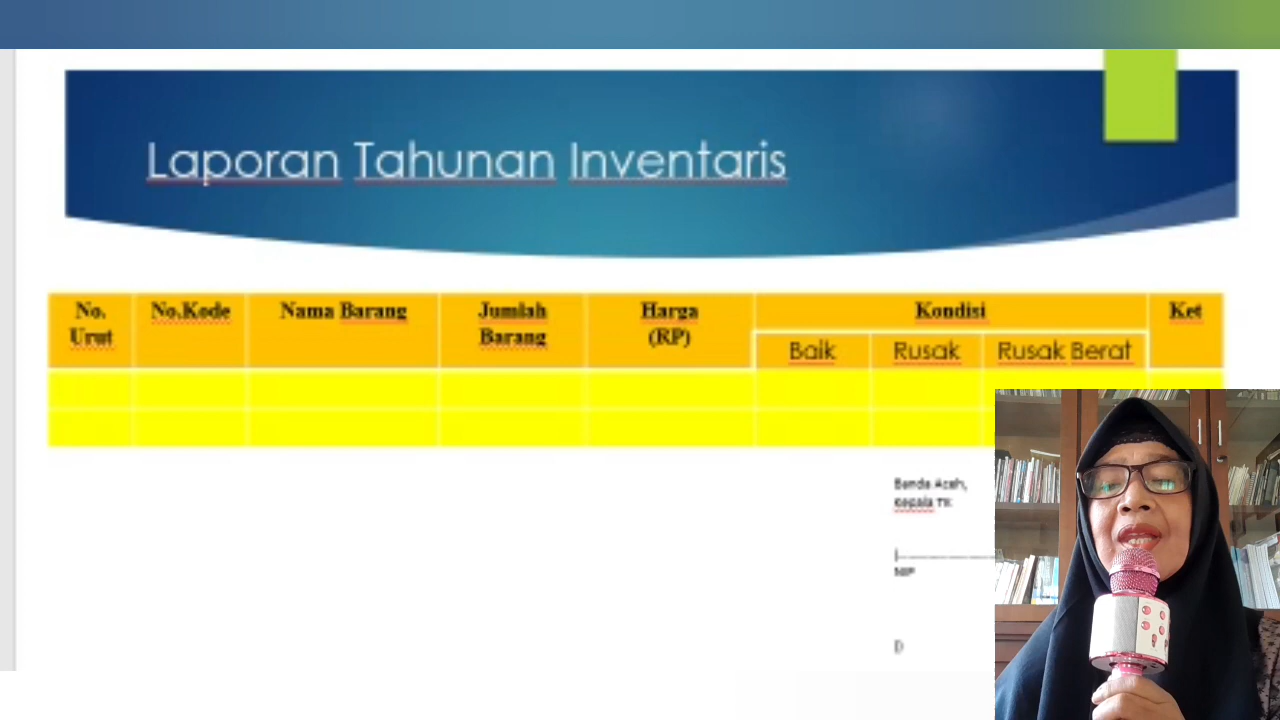 Laporan Tahunan Inventaris
No. Urut No.Kode Nama Barang Jumlah Barang Harga (RP) Kondisi Ket
Baik Rusak Rusak Berat
Banda Aceh,
Kepala TK
NIP